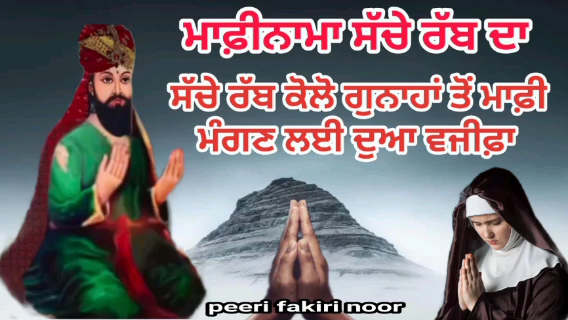 ਮਾਫ਼ੀਨਾਮਾ ਸੱਚੇ ਰੱਬ ਦਾ
ਸੱਚੇ ਰੱਬ ਕੋਲੋ ਗੁਨਾਹਾਂ ਤੋਂ ਮਾਫ਼ੀ
ਮੰਗਣ ਲਈ ਦੁਆ ਵਜੀਫ਼ਾ
peeri fakiri noor